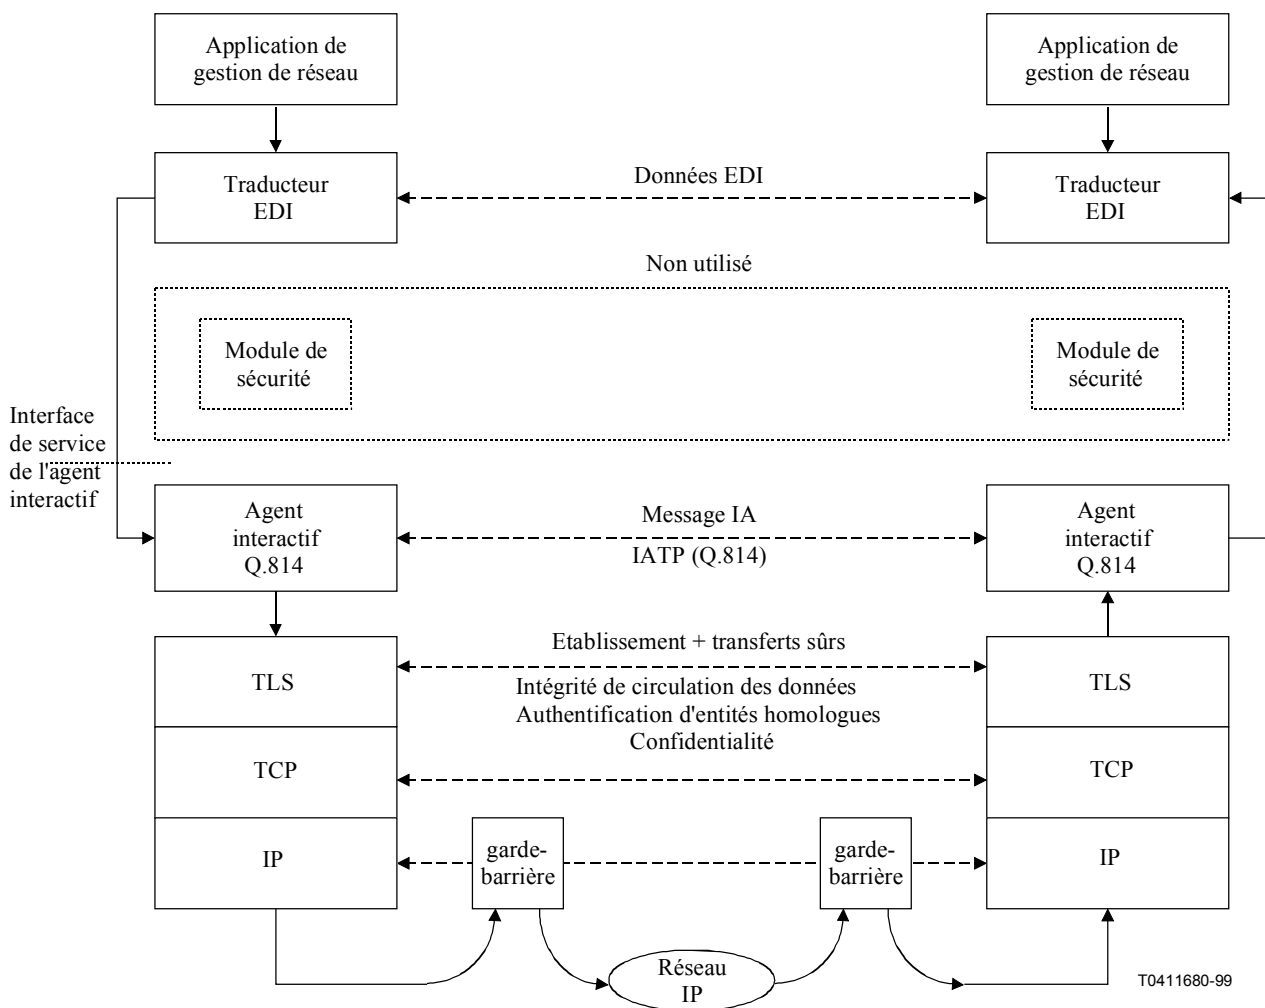 Application de
gestion de réseau
Application de
gestion de réseau
Traducteur
EDI
Données EDI
Traducteur
EDI
Non utilisé
Module de
sécurité
Module de
sécurité
Interface
de service
de l'agent
interactif
Agent
interactif
Q.814
Message IA
IATP (Q.814)
Agent
interactif
Q.814
Etablissement + transferts sûrs
TLS
TLS
Intégrité de circulation des données
Authentification d'entités homologues
Confidentialité
TCP
TCP
IP
garde-
barrière
garde-
barrière
IP
Réseau
IP
T0411680-99